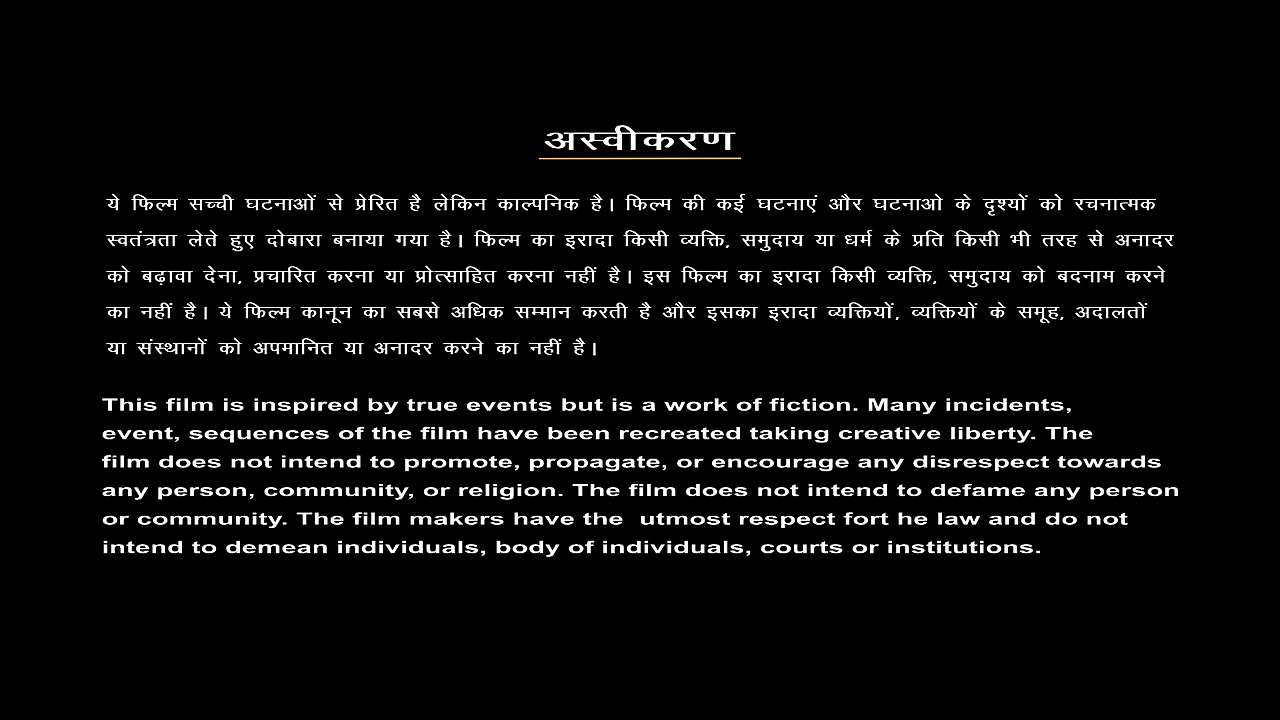 अस्वीकरण
ये फिल्म सच्ची घटनाओं से प्रेरित है लेकिन काल्पनिक है। फिल्म की कई घटनाएं और घटनाओ के दृश्यों को रचनात्मक
स्वतंत्रता लेते हुए दोबारा बनाया गया है। फिल्म का इरादा किसी व्यक्ति, समुदाय या धर्म के प्रति किसी भी तरह से अनादर
को बढ़ावा देना, प्रचारित करना या प्रोत्साहित करना नहीं है। इस फिल्म का इरादा किसी व्यक्ति, समुदाय को बदनाम करने
का नहीं है। ये फिल्म कानून का सबसे अधिक सम्मान करती है और इसका इरादा व्यक्तियों, व्यक्तियों के समूह, अदालतों
या संस्थानों को अपमानित या अनादर करने का नहीं है।
This film is inspired by true events but is a work of fiction. Many incidents,
event, sequences of the film have been recreated taking creative liberty. The
film does not intend to promote, propagate, or encourage any disrespect towards
any person, community, or religion. The film does not intend to defame any person
or community. The film makers have the  utmost respect fort he law and do not
intend to demean individuals, body of individuals, courts or institutions.